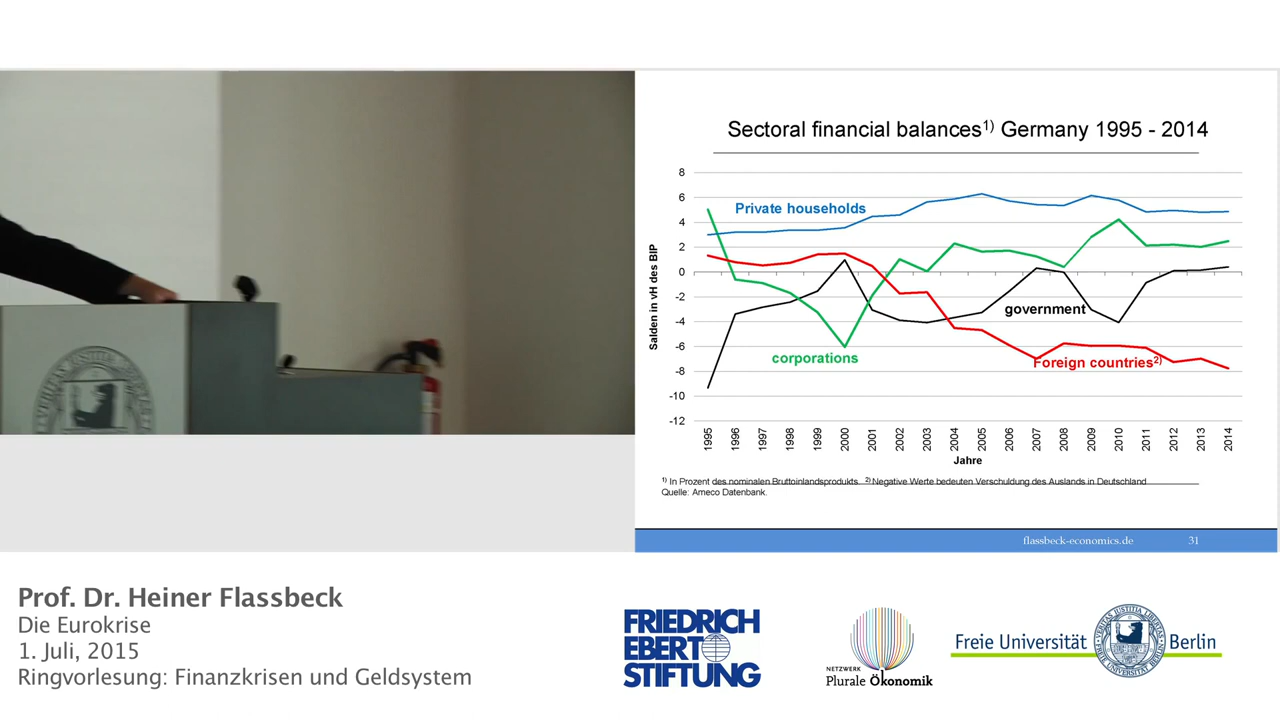 Sectoral financial balances1) Germany 1995 - 2014
8
6
4
2
0
-2
-4
-6
-8
-10
-12
Salden in vH des BIP
Private households
government
corporations
Foreign countries2)
1995 1996 1997 1998 1999 2000 2001 2002 2003 2004 2005 2006 2007 2008 2009 2010 2011 2012 2013 2014
Jahre
1) In Prozent des nominalen Bruttoinlandsprodukts. 2) Negative Werte bedeuten Verschuldung des Auslands in Deutschland
Quelle: Ameco Datenbank.
flassbeck-economics.de 31
Prof. Dr. Heiner Flassbeck
Die Eurokrise
1. Juli, 2015
Ringvorlesung: Finanzkrisen und Geldsystem
FRIEDRICH
EBERT
STIFTUNG
NETZWERK
Plurale Ökonomik
Freie Universität Berlin